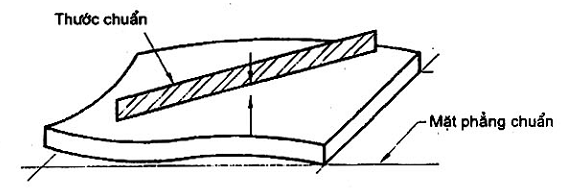 Thước chuẩn
Mặt phẳng chuẩn